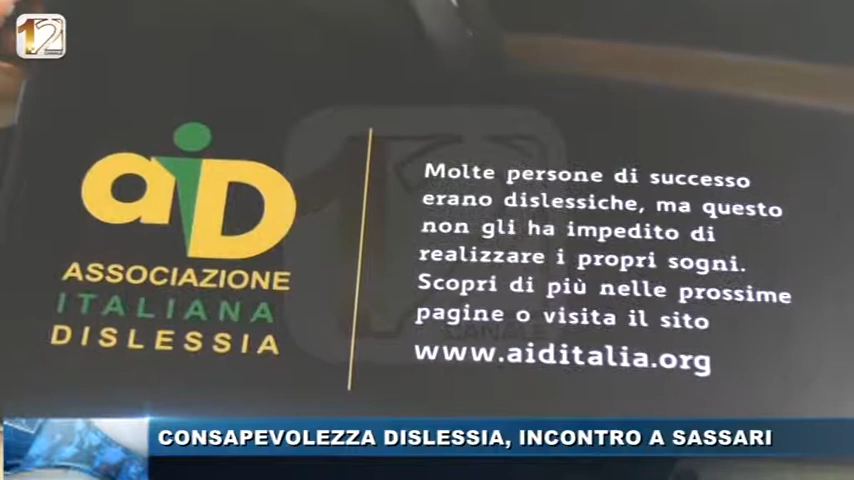 12
aiD
ASSOCIAZIONE
ITALIANA
DISLESSIA
Molte persone di successo
erano dislessiche, ma questo
non gli ha impedito di
realizzare i propri sogni.
Scopri di più nelle prossime
pagine o visita il sito
www.aiditalia.org
CONSAPEVOLEZZA DISLESSIA, INCONTRO A SASSARI